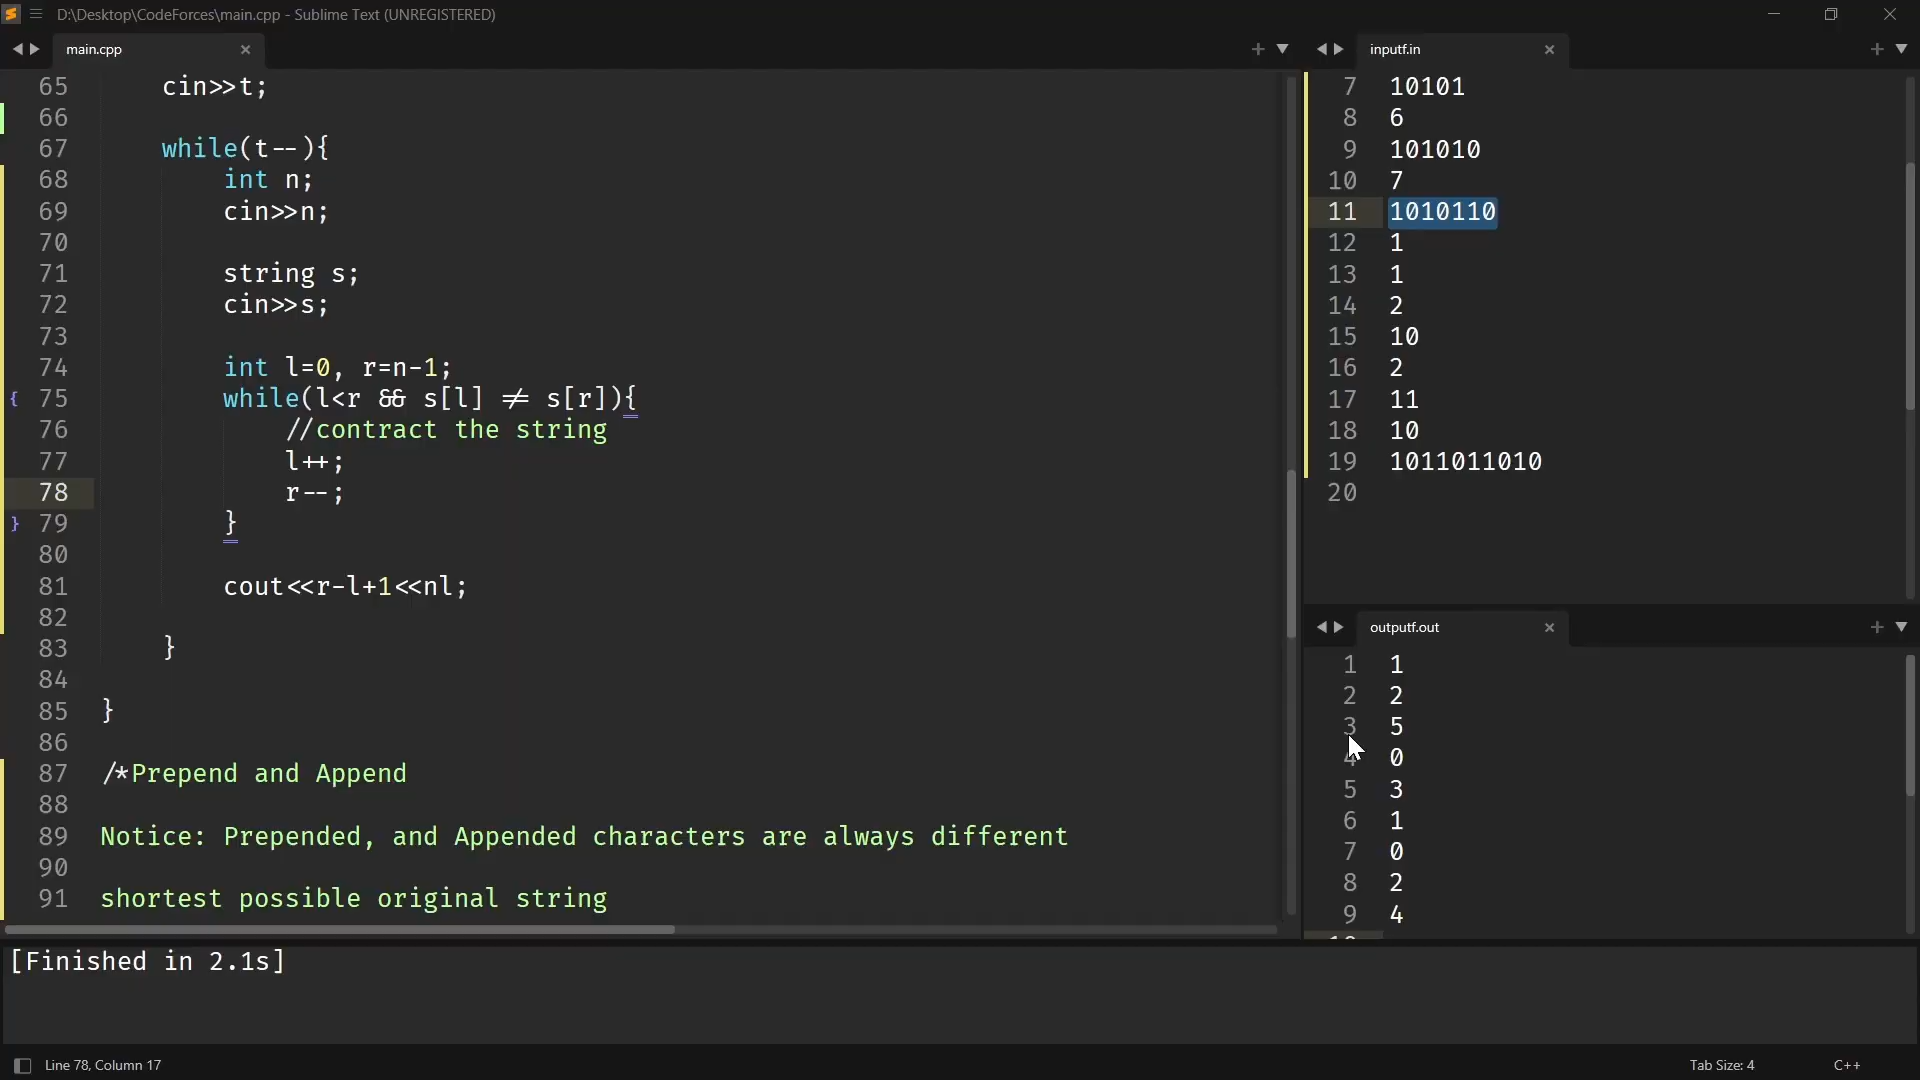 D:\Desktop\CodeForces\main.cpp - Sublime Text (UNREGISTERED)
main.cpp
65 cin>>t;
66
67 while(t--){
68 int n;
69 cin>>n;
70
71 string s;
72 cin>>s;
73
74 int l=0, r=n-1;
75 while(l<r && s[l] != s[r]){
76 //contract the string
77 l++;
78 r--;
79 }
80
81 cout<<r-l+1<<nl;
82
83 }
84
85 }
86
87 /*Prepend and Append
88
89 Notice: Prepended, and Appended characters are always different
90
91 shortest possible original string
inputf.in
7 10101
8 6
9 101010
10 7
11 1010110
12 1
13 1
14 2
15 10
16 2
17 11
18 10
19 1011011010
20
outputf.out
1 1
2 2
3 5
4 0
5 3
6 1
7 0
8 2
9 4
[Finished in 2.1s]
Line 78, Column 17
Tab Size: 4
C++